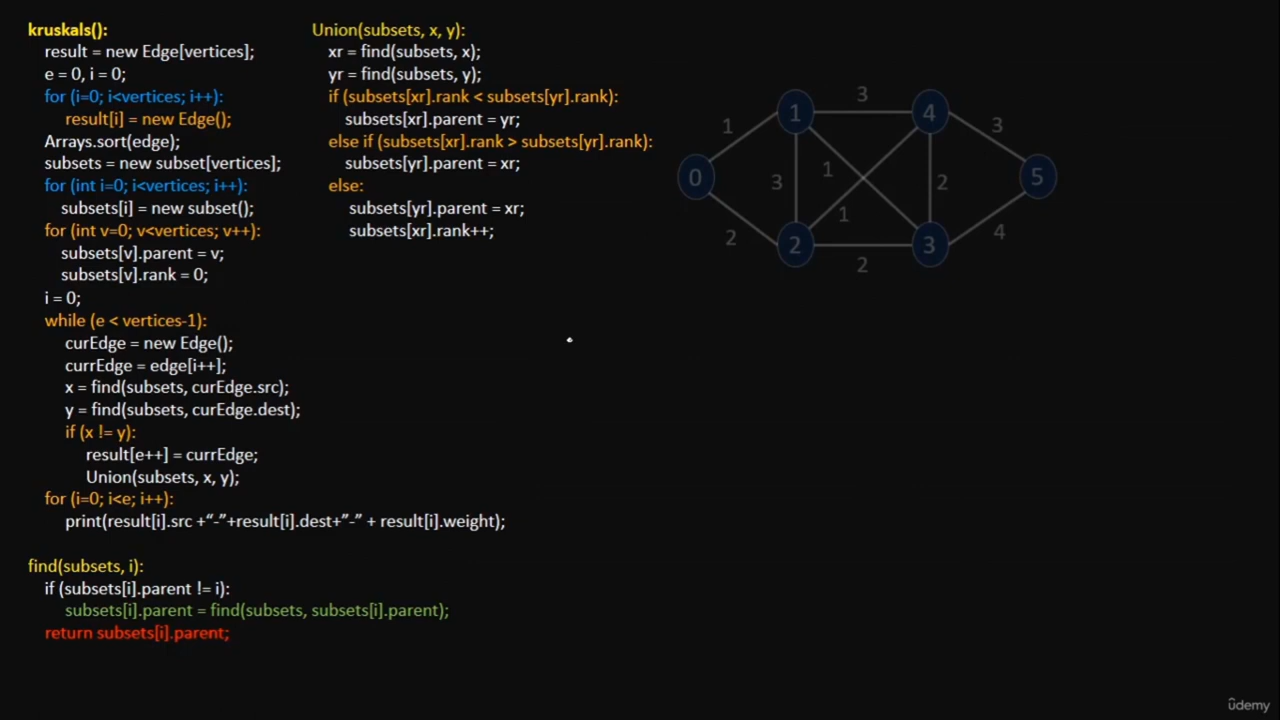 kruskals():
result = new Edge[vertices];
e = 0, i = 0;
for (i=0; i<vertices; i++):
result[i] = new Edge();
Arrays.sort(edge);
subsets = new subset[vertices];
for (int i=0; i<vertices; i++):
subsets[i] = new subset();
for (int v=0; v<vertices; v++):
subsets[v].parent = v;
subsets[v].rank = 0;
i = 0;
while (e < vertices-1):
curEdge = new Edge();
currEdge = edge[i++];
x = find(subsets, curEdge.src);
y = find(subsets, curEdge.dest);
if (x != y):
result[e++] = currEdge;
Union(subsets, x, y);
for (i=0; i<e; i++):
print(result[i].src +“-”+result[i].dest+”-” + result[i].weight);
find(subsets, i):
if (subsets[i].parent != i):
subsets[i].parent = find(subsets, subsets[i].parent);
return subsets[i].parent;
Union(subsets, x, y):
xr = find(subsets, x);
yr = find(subsets, y);
if (subsets[xr].rank < subsets[yr].rank):
subsets[xr].parent = yr;
else if (subsets[xr].rank > subsets[yr].rank):
subsets[yr].parent = xr;
else:
subsets[yr].parent = xr;
subsets[xr].rank++;
3
1 4
1 3
0 3 1 2 5
1
2 4
2 3
2
ûdemy